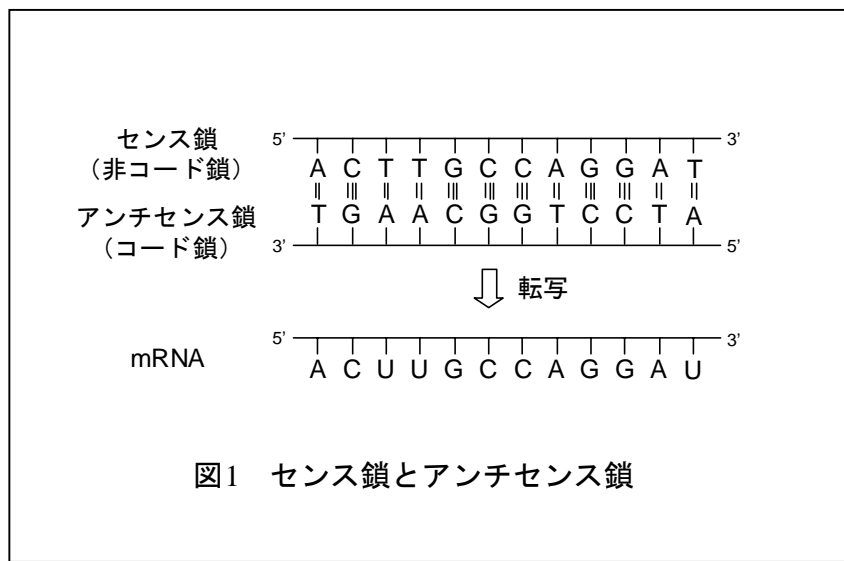 センス鎖
（非コード鎖）
5’ 3’
A C T T G C C A G G A T
T G A A C G G T C C T A
アンチセンス鎖
（コード鎖）
3’ 5’
転写
5’ 3’
mRNA
A C U U G C C A G G A U
図1 センス鎖とアンチセンス鎖